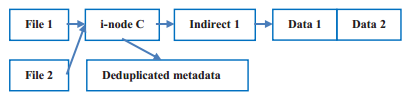 File 1 i-node C Indirect 1 Data 1 Data 2
File 2 Deduplicated metadata